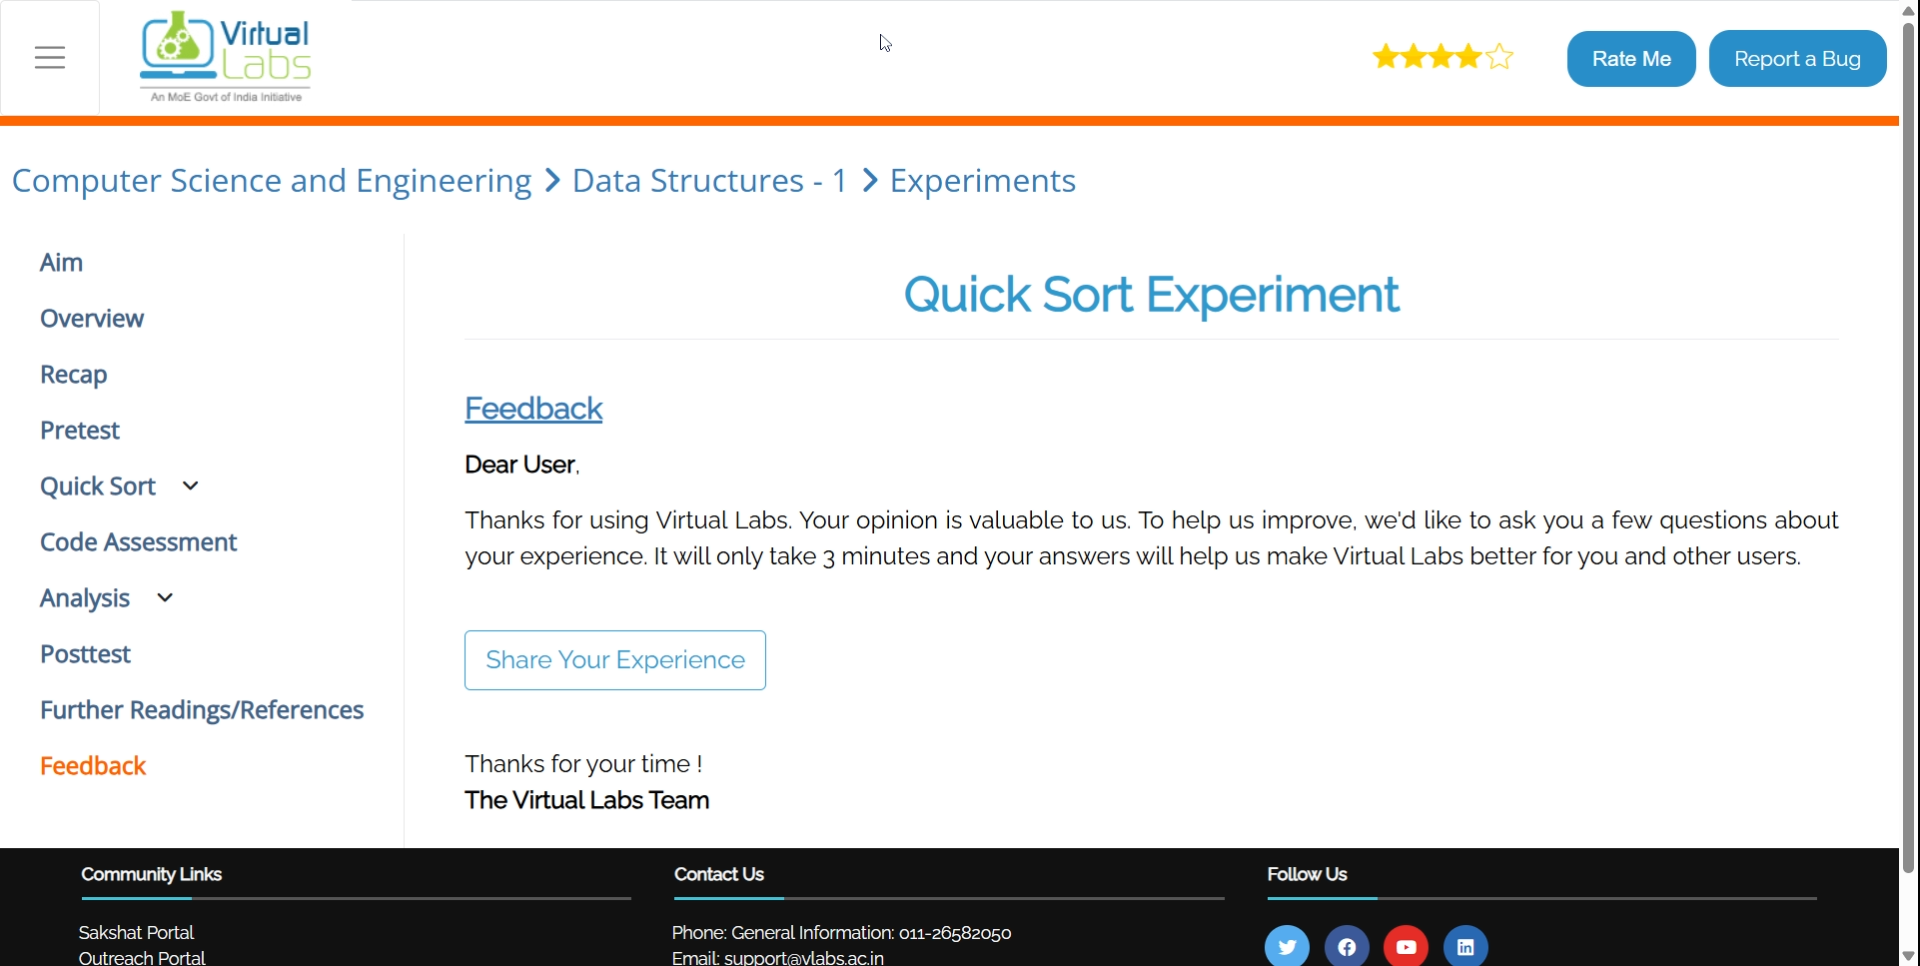 Virtual
Labs
An MoE Govt of India Initiative
Rate Me
Report a Bug
Computer Science and Engineering > Data Structures - 1 > Experiments
Aim
Overview
Recap
Pretest
Quick Sort
Code Assessment
Analysis
Posttest
Further Readings/References
Feedback
Quick Sort Experiment
Feedback
Dear User,
Thanks for using Virtual Labs. Your opinion is valuable to us. To help us improve, we'd like to ask you a few questions about
your experience. It will only take 3 minutes and your answers will help us make Virtual Labs better for you and other users.
Share Your Experience
Thanks for your time !
The Virtual Labs Team
Community Links
Sakshat Portal
Outreach Portal
Contact Us
Phone: General Information: 011-26582050
Email: support@vlabs.ac.in
Follow Us